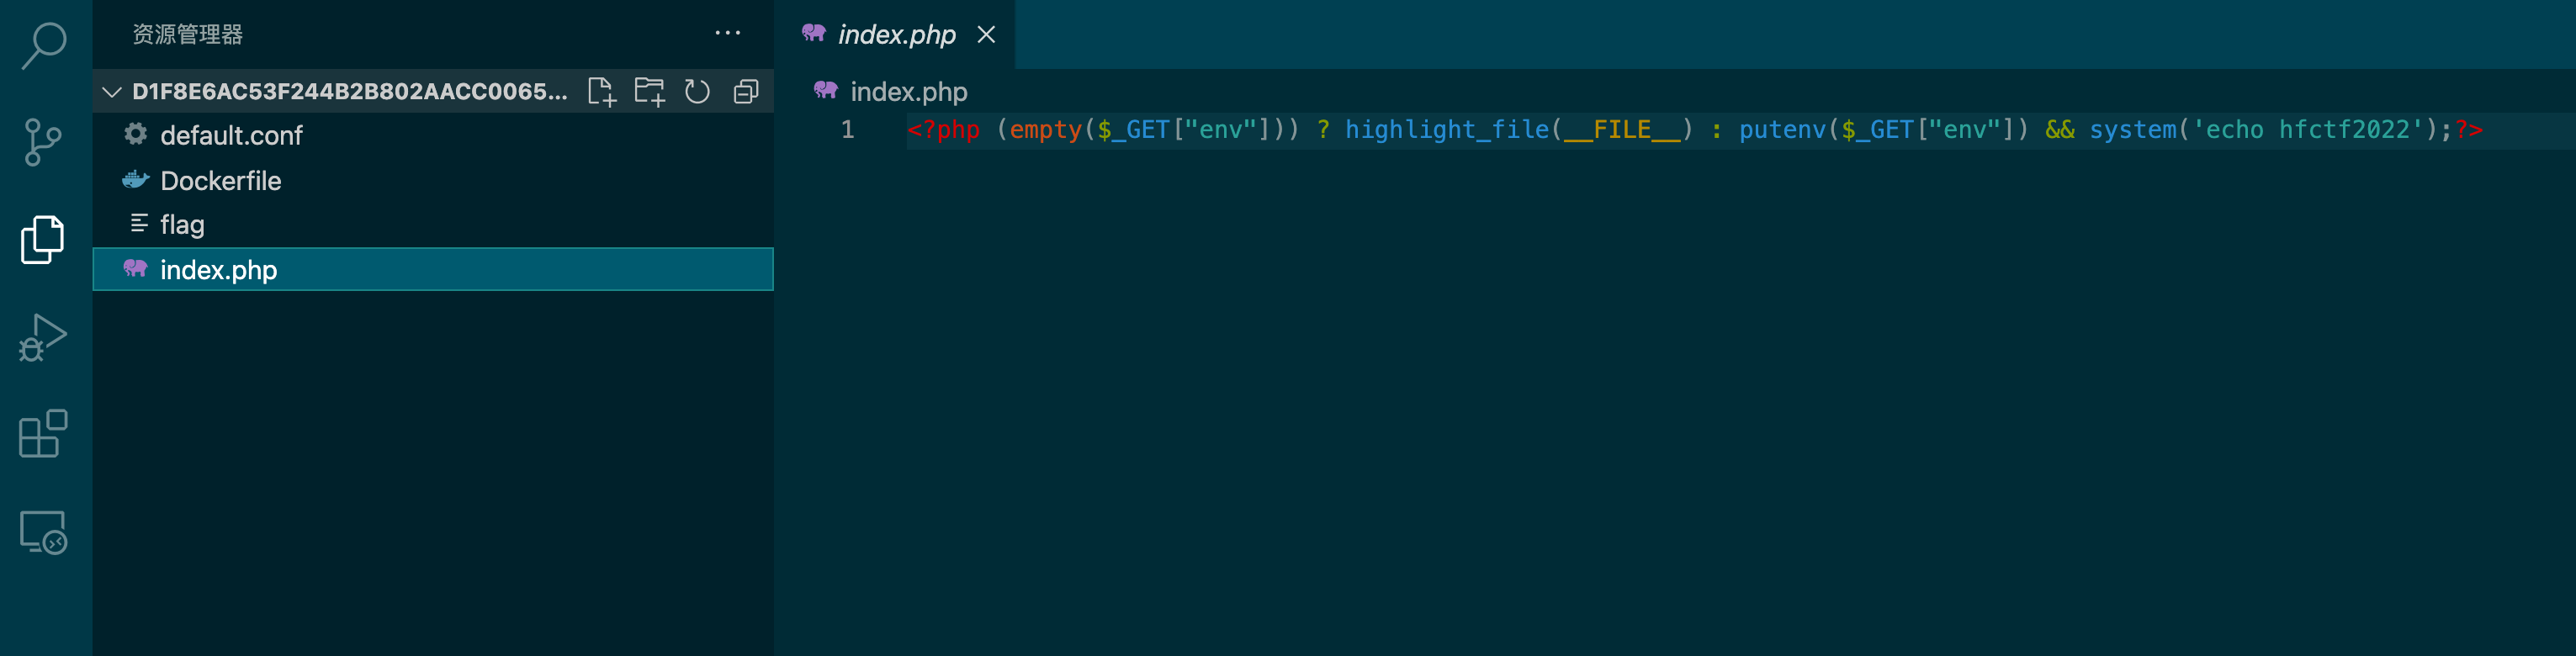 资源管理器
D1F8E6AC53F244B2B802AACC0065...
default.conf
Dockerfile
flag
index.php
index.php
index.php
1 <?php (empty($_GET["env"])) ? highlight_file(__FILE__) : putenv($_GET["env"]) && system('echo hfctf2022');?>